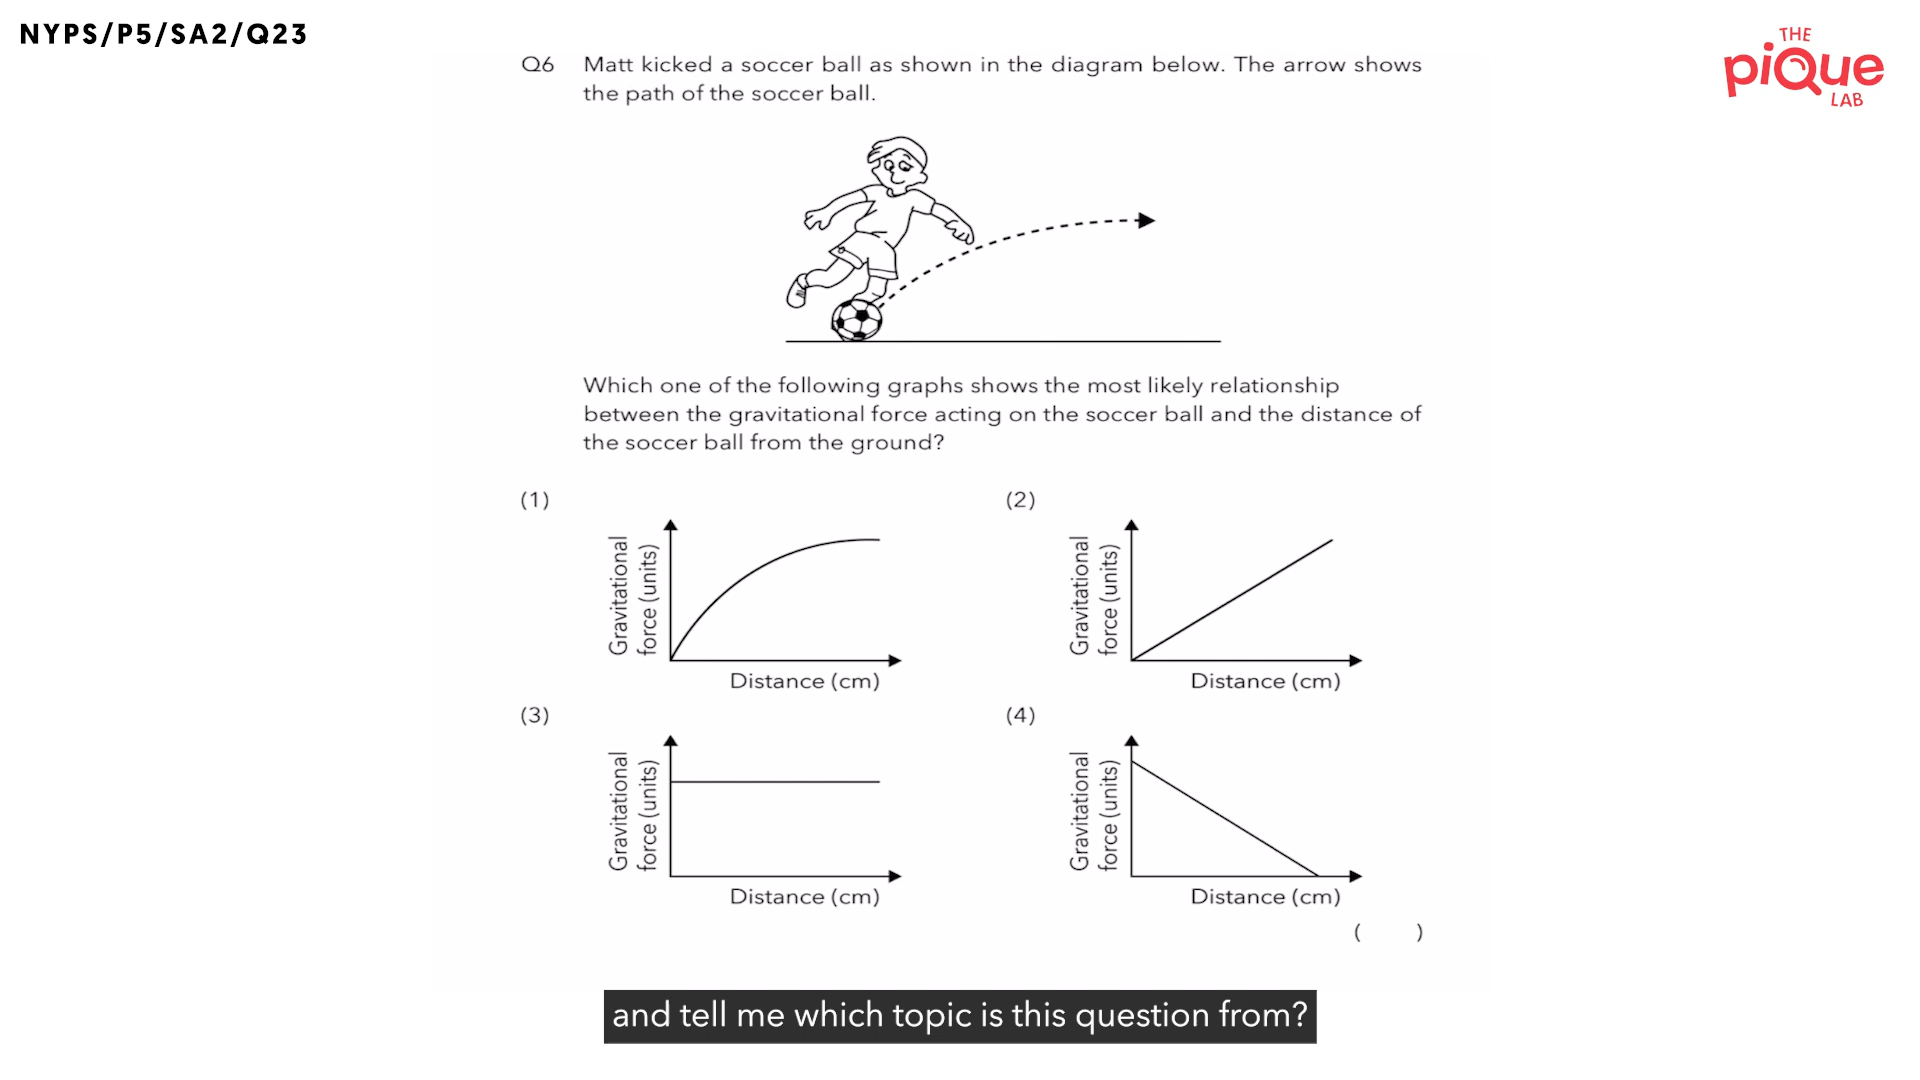 NYPS/P5/SA2/Q23
THE
piQue
LAB
Q6 Matt kicked a soccer ball as shown in the diagram below. The arrow shows
the path of the soccer ball.
Which one of the following graphs shows the most likely relationship
between the gravitational force acting on the soccer ball and the distance of
the soccer ball from the ground?
(1)
Gravitational
force (units)
Distance (cm)
(2)
Gravitational
force (units)
Distance (cm)
(3)
Gravitational
force (units)
Distance (cm)
(4)
Gravitational
force (units)
Distance (cm)
( )
and tell me which topic is this question from?